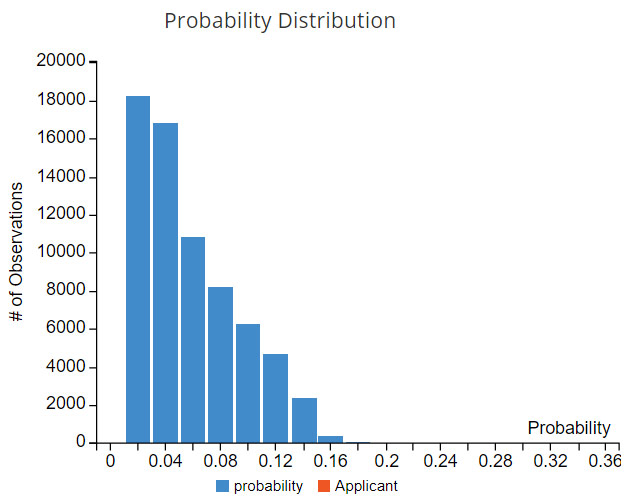 Probability Distribution
20000
18000
16000
14000
12000
10000
8000
6000
4000
2000
0
# of Observations
Probability
0 0.04 0.08 0.12 0.16 0.2 0.24 0.28 0.32 0.36
probability Applicant